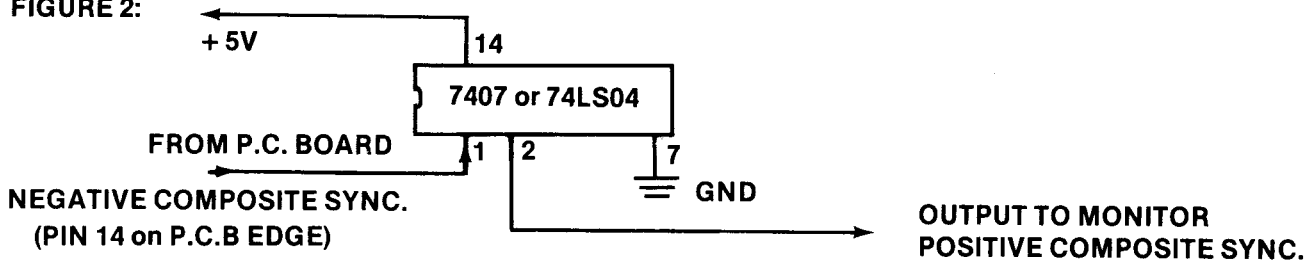 FIGURE 2:
+ 5V
14
7407 or 74LS04
FROM P.C. BOARD
1
2
7
GND
NEGATIVE COMPOSITE SYNC.
(PIN 14 on P.C.B EDGE)
OUTPUT TO MONITOR
POSITIVE COMPOSITE SYNC.